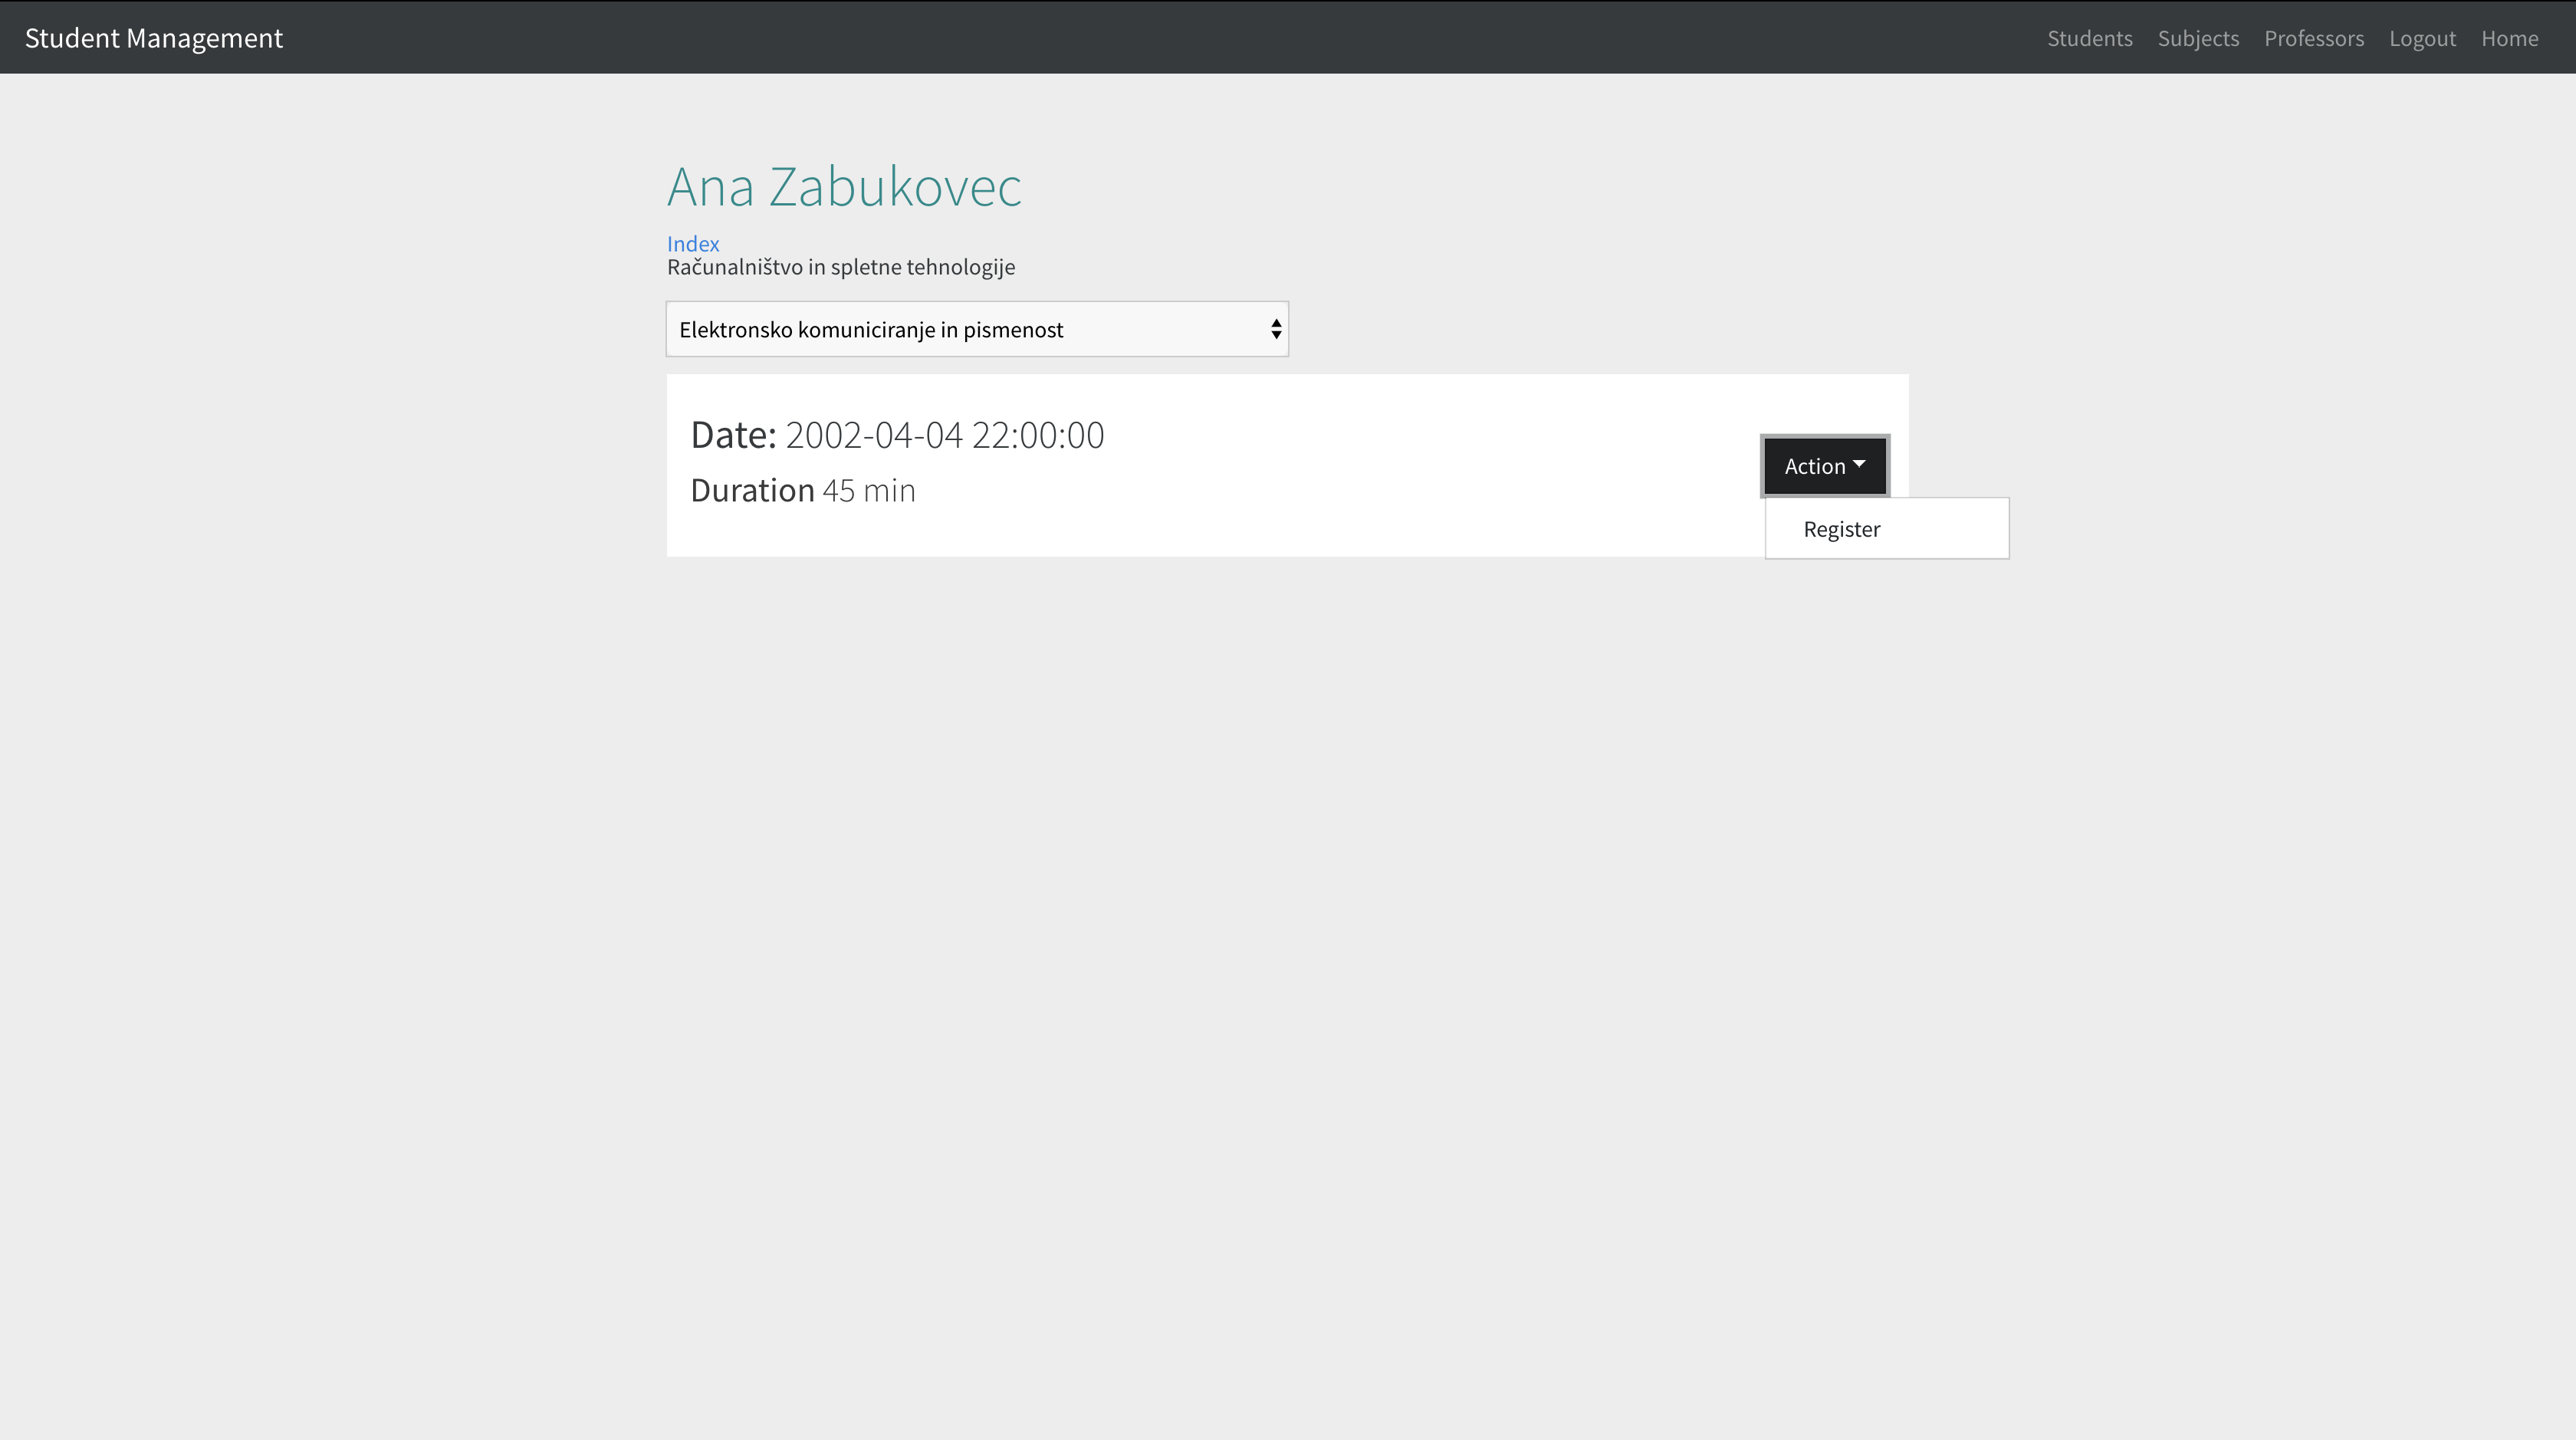 Student Management Students Subjects Professors Logout Home
Ana Zabukovec
Index
Računalništvo in spletne tehnologije
Elektronsko komuniciranje in pismenost
Date: 2002-04-04 22:00:00
Duration 45 min
Action
Register